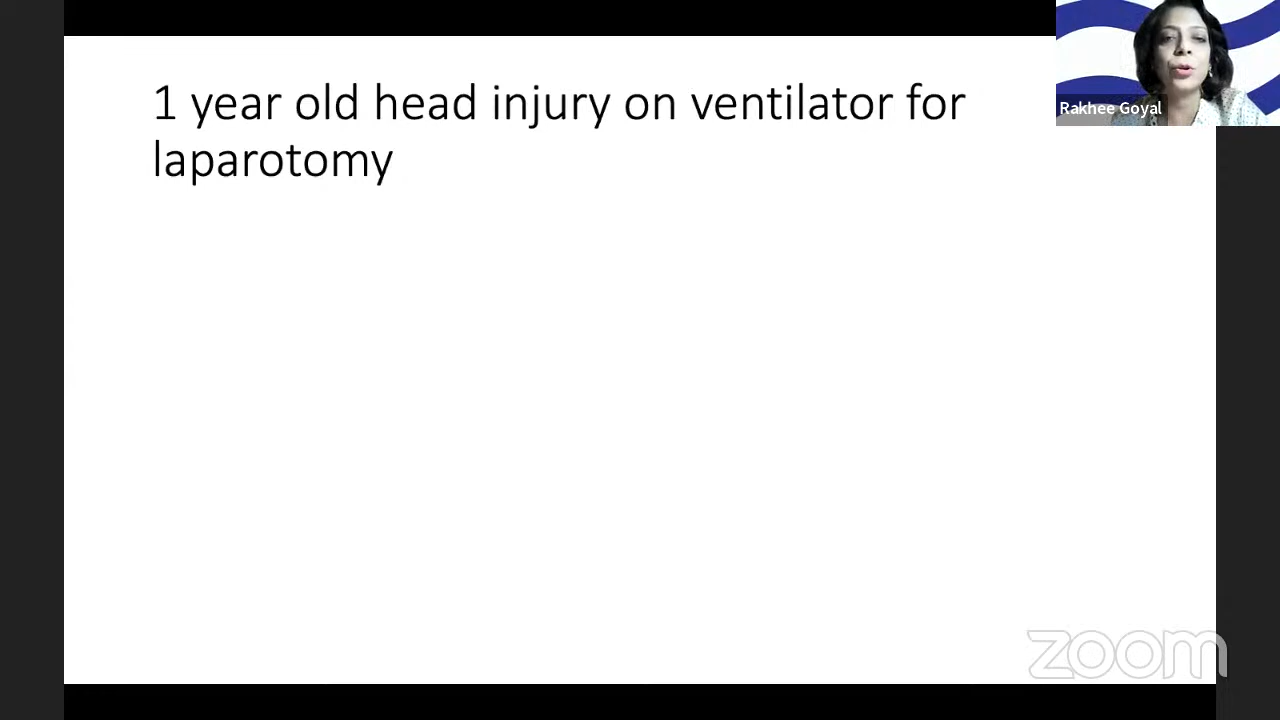 1 year old head injury on ventilator for
laparotomy
Rakhee Goyal
zoom